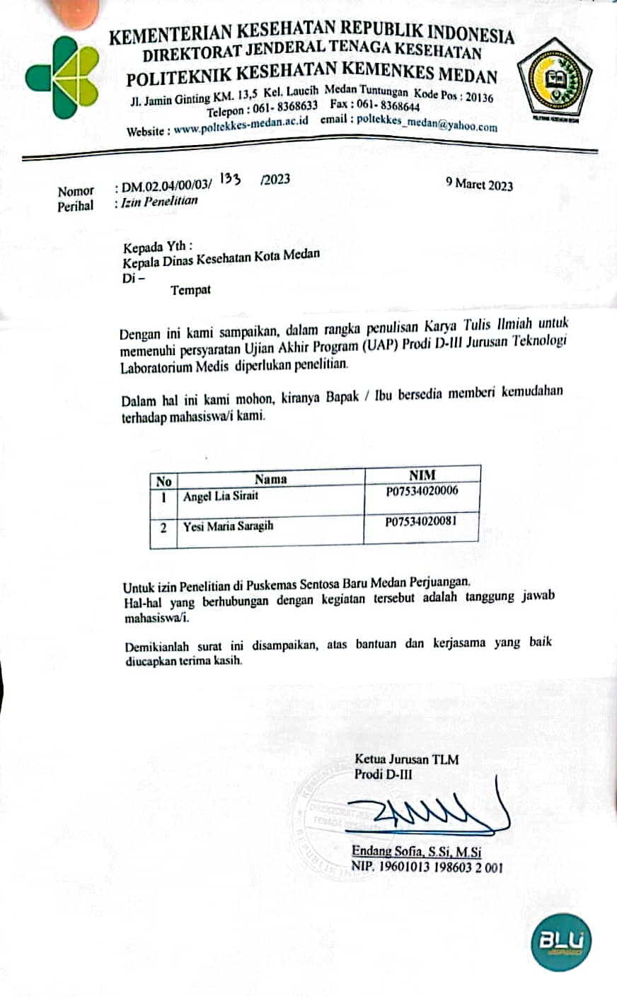 KEMENTERIAN KESEHATAN REPUBLIK INDONESIA
DIREKTORAT JENDERAL TENAGA KESEHATAN
POLITEKNIK KESEHATAN KEMENKES MEDAN
Jl. Jamin Ginting KM. 13,5 Kel. Laucih Medan Tuntungan Kode Pos : 20136
Telepon : 061- 8368633 Fax : 061- 8368644
Website : www.poltekkes-medan.ac.id email : poltekkes_medan@yahoo.com
Nomor : DM.02.04/00/03/ 133 /2023 9 Maret 2023
Perihal : Izin Penelitian
Kepada Yth :
Kepala Dinas Kesehatan Kota Medan
Di –
Tempat
Dengan ini kami sampaikan, dalam rangka penulisan Karya Tulis Ilmiah untuk
memenuhi persyaratan Ujian Akhir Program (UAP) Prodi D-III Jurusan Teknologi
Laboratorium Medis diperlukan penelitian.
Dalam hal ini kami mohon, kiranya Bapak / Ibu bersedia memberi kemudahan
terhadap mahasiswa/i kami.
No Nama NIM
1 Angel Lia Sirait P07534020006
2 Yesi Maria Saragih P07534020081
Untuk izin Penelitian di Puskemas Sentosa Baru Medan Perjuangan.
Hal-hal yang berhubungan dengan kegiatan tersebut adalah tanggung jawab
mahasiswa/i.
Demikianlah surat ini disampaikan, atas bantuan dan kerjasama yang baik
diucapkan terima kasih.
Ketua Jurusan TLM
Prodi D-III
Endang Sofia, S.Si, M.Si
NIP. 19601013 198603 2 001
BLU